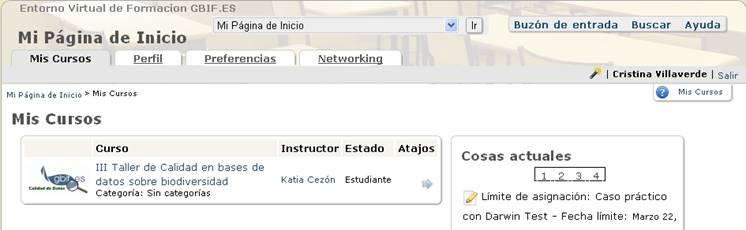 Entorno Virtual de Formacion GBIF.ES
Mi Página de Inicio
Ir
Buzón de entrada Buscar Ayuda
Mi Página de Inicio
Mis Cursos Perfil Preferencias Networking
| Cristina Villaverde | Salir
Mi Página de Inicio > Mis Cursos
? Mis Cursos
Mis Cursos
Curso Instructor Estado Atajos
gbif.es
Calidad de Datos
III Taller de Calidad en bases de
datos sobre biodiversidad
Categoría: Sin categorías
Katia Cezón
Estudiante
Cosas actuales
1 2 3 4
Límite de asignación: Caso práctico
con Darwin Test - Fecha límite: Marzo 22,